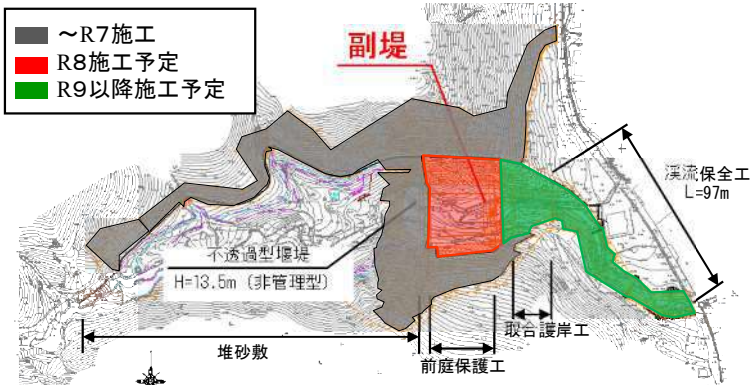 ～R7施工
R8施工予定
R9以降施工予定
副堤
渓流保全工
L=97m
不透過型堰堤
H=13.5m（非管理型）
取合護岸工
堆砂敷
前庭保護工